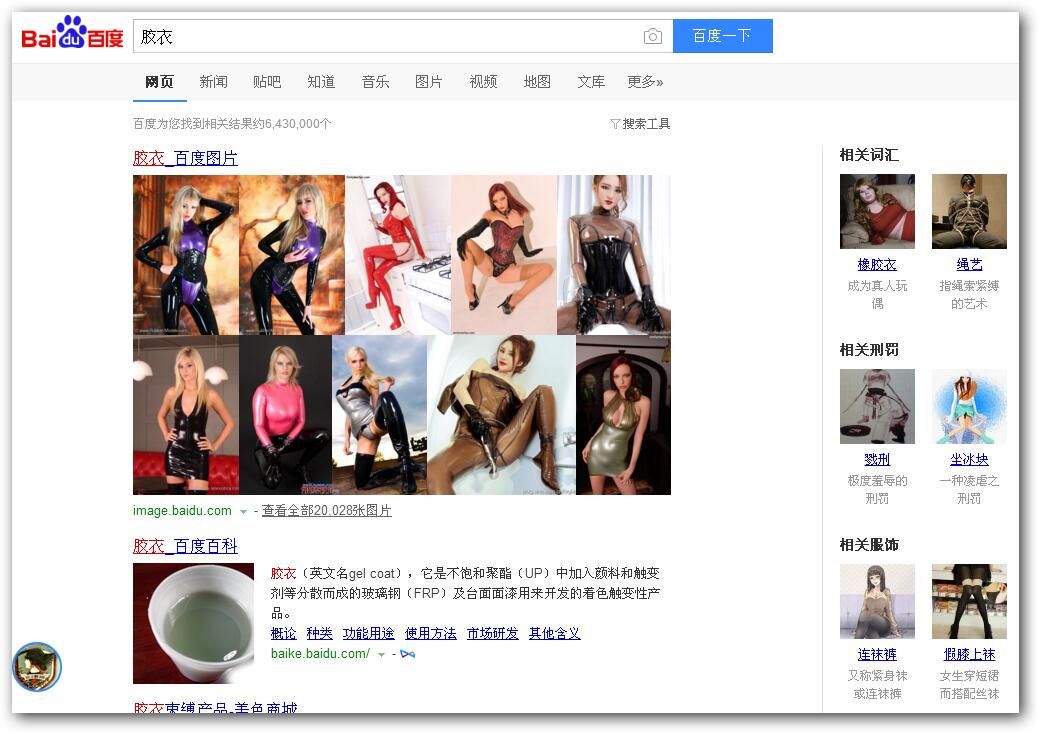 Bai du 百度
胶衣
百度一下
网页 新闻 贴吧 知道 音乐 图片 视频 地图 文库 更多»
百度为您找到相关结果约6,430,000个
搜索工具
胶衣_百度图片
image.baidu.com - 查看全部20,028张图片
胶衣_百度百科
胶衣（英文名gel coat），它是不饱和聚酯（UP）中加入颜料和触变
剂等分散而成的玻璃钢（FRP）及台面面漆用来开发的着色触变性产
品。
概论 种类 功能用途 使用方法 市场研发 其他含义
baike.baidu.com/ -
胶衣束缚产品-美色商城
相关词汇
橡胶衣 绳艺
成为真人玩 指绳索紧缚
偶 的艺术
相关刑罚
戮刑 坐冰块
极度羞辱的 一种凌虐之
刑罚 刑罚
相关服饰
连袜裤 假膝上袜
又称紧身袜 女生穿短裙
或连袜裤 而搭配丝袜